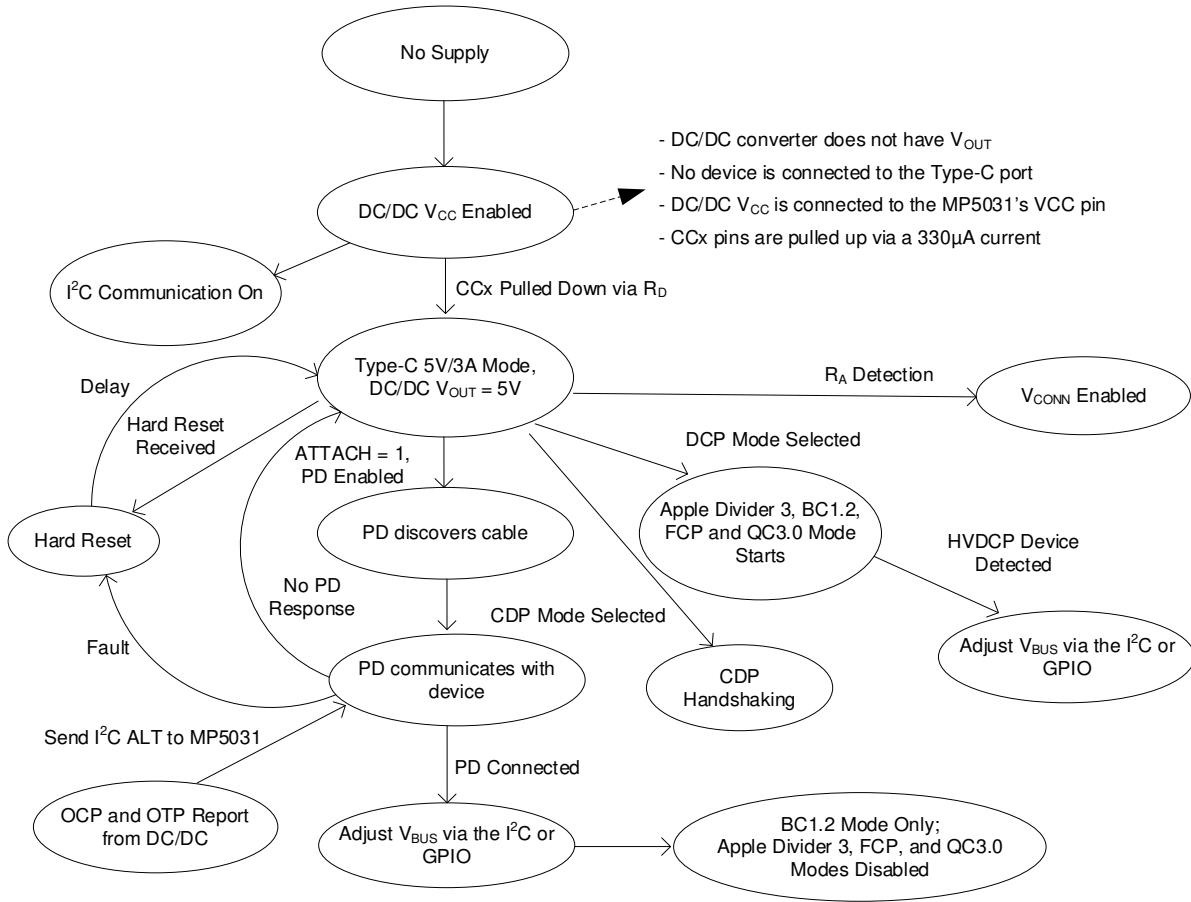 No Supply
- DC/DC converter does not have VOUT
- No device is connected to the Type-C port
DC/DC VCC Enabled
- DC/DC VCC is connected to the MP5031's VCC pin
- CCx pins are pulled up via a 330µA current
I²C Communication On
CCx Pulled Down via RD
Type-C 5V/3A Mode,
DC/DC VOUT = 5V
Delay
RA Detection
VCONN Enabled
Hard Reset
Received
DCP Mode Selected
ATTACH = 1,
PD Enabled
Apple Divider 3, BC1.2,
FCP and QC3.0 Mode
Starts
Hard Reset
PD discovers cable
HVDCP Device
Detected
No PD
Response
CDP Mode Selected
Fault
PD communicates with
device
CDP
Handshaking
Adjust VBUS via the I²C or
GPIO
Send I²C ALT to MP5031
PD Connected
OCP and OTP Report
from DC/DC
Adjust VBUS via the I²C or
GPIO
BC1.2 Mode Only;
Apple Divider 3, FCP, and QC3.0
Modes Disabled